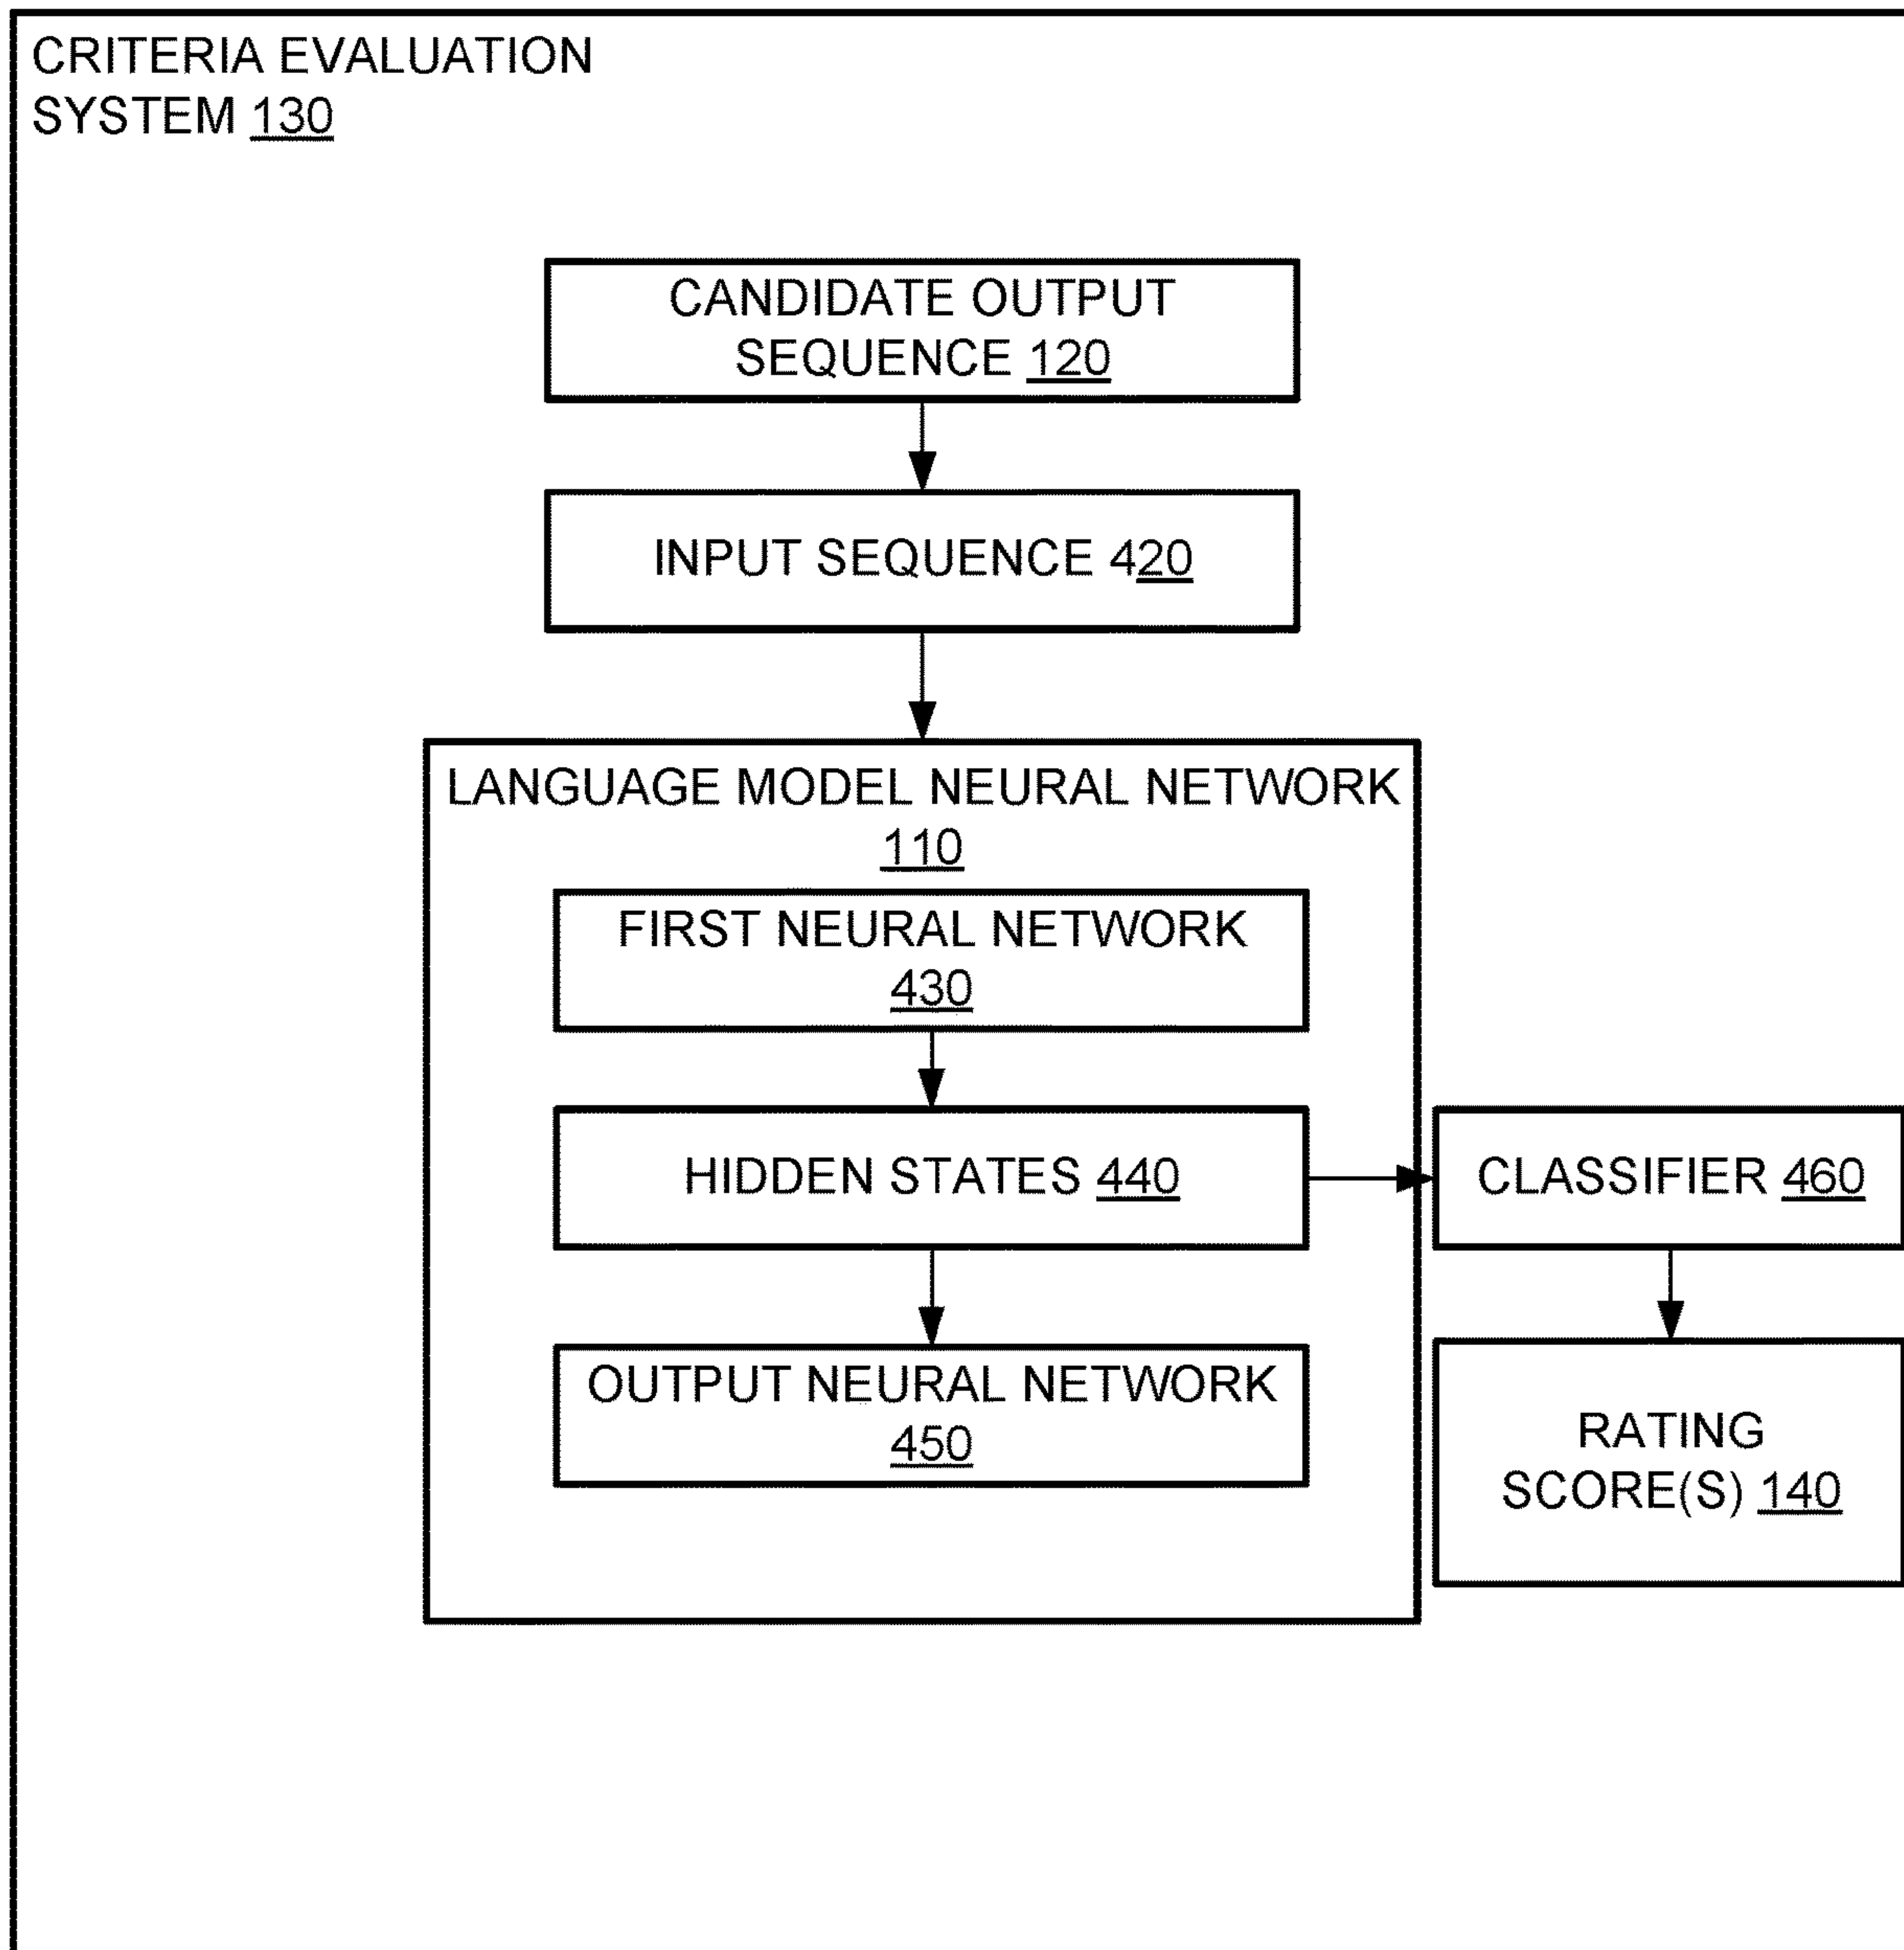 CRITERIA EVALUATION
SYSTEM 130
CANDIDATE OUTPUT
SEQUENCE 120
INPUT SEQUENCE 420
LANGUAGE MODEL NEURAL NETWORK
110
FIRST NEURAL NETWORK
430
HIDDEN STATES 440
CLASSIFIER 460
OUTPUT NEURAL NETWORK
450
RATING
SCORE(S) 140